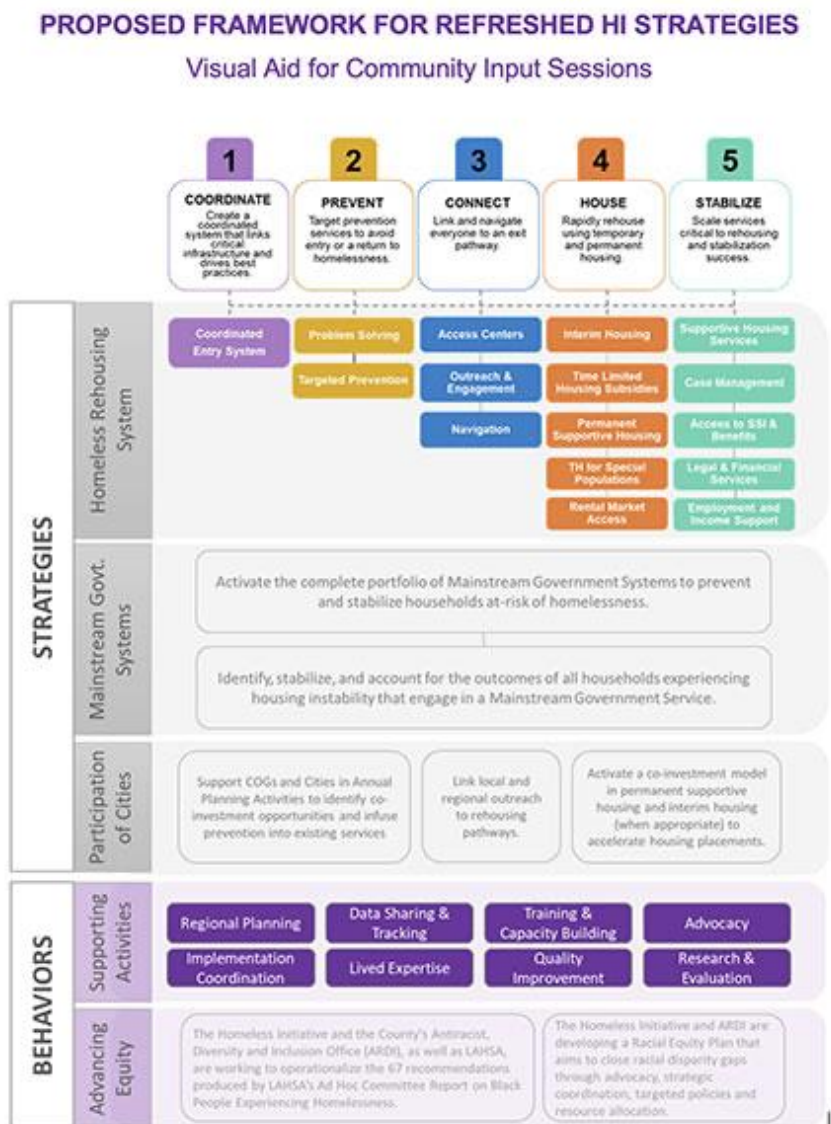 PROPOSED FRAMEWORK FOR REFRESHED HI STRATEGIES
Visual Aid for Community Input Sessions
1
COORDINATE
Create a
coordinated
system that links
critical
infrastructure and
drives best
practices.
2
PREVENT
Target prevention
services to avoid
entry or a return to
homelessness.
3
CONNECT
Link and navigate
everyone to an exit
pathway.
4
HOUSE
Rapidly rehouse
using temporary
and permanent
housing.
5
STABILIZE
Scale services
critical to rehousing
and stabilization
success.
STRATEGIES
Homeless Rehousing
System
Coordinated
Entry System
Problem Solving
Targeted Prevention
Access Centers
Outreach &
Engagement
Navigation
Interim Housing
Time Limited
Housing Subsidies
Permanent
Supportive Housing
TH for Special
Populations
Rental Market
Access
Supportive Housing
Services
Case Management
Access to SSI &
Benefits
Legal & Financial
Services
Employment and
Income Support
Mainstream Govt.
Systems
Activate the complete portfolio of Mainstream Government Systems to prevent
and stabilize households at-risk of homelessness.
Identify, stabilize, and account for the outcomes of all households experiencing
housing instability that engage in a Mainstream Government Service.
Participation
of Cities
Support COGs and Cities in Annual
Planning Activities to identify co-
investment opportunities and infuse
prevention into existing services
Link local and
regional outreach
to rehousing
pathways.
Activate a co-investment model
in permanent supportive
housing and interim housing
(when appropriate) to
accelerate housing placements.
BEHAVIORS
Supporting
Activities
Regional Planning
Data Sharing &
Tracking
Training &
Capacity Building
Advocacy
Implementation
Coordination
Lived Expertise
Quality
Improvement
Research &
Evaluation
Advancing
Equity
The Homeless Initiative and the County's Antiracist,
Diversity and Inclusion Office (ARDI), as well as LAHSA,
are working to operationalize the 67 recommendations
produced by LAHSA's Ad Hoc Committee Report on Black
People Experiencing Homelessness.
The Homeless Initiative and ARDI are
developing a Racial Equity Plan that
aims to close racial disparity gaps
through advocacy, strategic
coordination, targeted policies and
resource allocation.